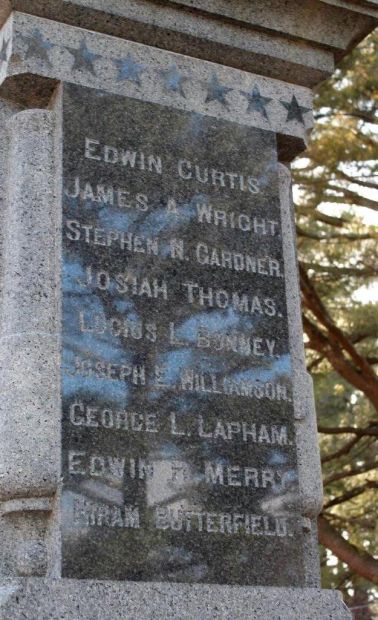 EDWIN CURTIS
JAMES A. WRIGHT.
STEPHEN N. GARDNER.
JOSIAH THOMAS.
LUCIUS L. BONNEY.
JOSEPH E. WILLIAMSON.
GEORGE L. LAPHAM.
EDWIN R. MERRY
HIRAM BUTTERFIELD.